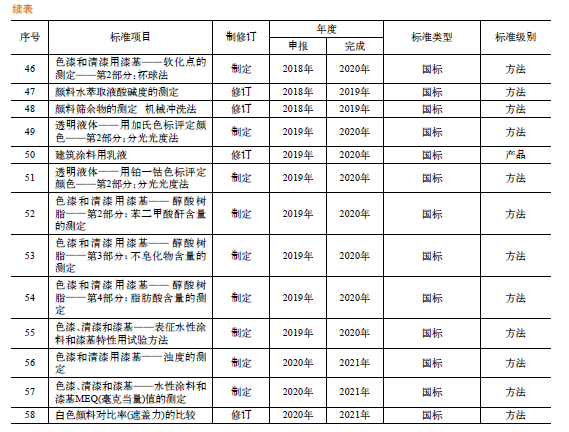 续表
序号 标准项目 制修订 年度 标准类型 标准级别
申报 完成
46 色漆和清漆用漆基——软化点的测定——第2部分:杯球法 制定 2018年 2020年 国标 方法
47 颜料水萃取液酸碱度的测定 修订 2018年 2019年 国标 方法
48 颜料筛余物的测定 机械冲洗法 修订 2018年 2019年 国标 方法
49 透明液体——用加氏色标评定颜色——第2部分:分光光度法 制定 2019年 2020年 国标 方法
50 建筑涂料用乳液 修订 2019年 2020年 国标 产品
51 透明液体——用铂一钴色标评定颜色——第2部分:分光光度法 制定 2019年 2020年 国标 方法
52 色漆和清漆用漆基——醇酸树脂——第2部分:苯二甲酸酐含量的测定 制定 2019年 2020年 国标 方法
53 色漆和清漆用漆基——醇酸树脂——第3部分:不皂化物含量的测定 制定 2019年 2020年 国标 方法
54 色漆和清漆用漆基——醇酸树脂——第4部分:脂肪酸含量的测定 制定 2019年 2020年 国标 方法
55 色漆、清漆和漆基——表征水性涂料和漆基特性用试验方法 制定 2019年 2020年 国标 方法
56 色漆和清漆用漆基——浊度的测定 制定 2020年 2021年 国标 方法
57 色漆、清漆和漆基——水性涂料和漆基MEQ(毫克当量)值的测定 制定 2020年 2021年 国标 方法
58 白色颜料对比率(遮盖力)的比较 修订 2020年 2021年 国标 方法